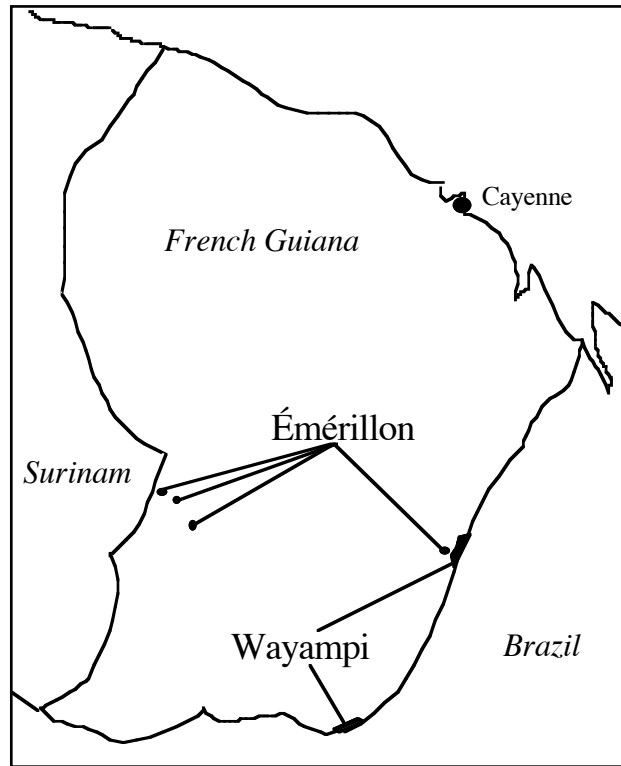 Cayenne
French Guiana
Émérillon
Surinam
Wayampi
Brazil